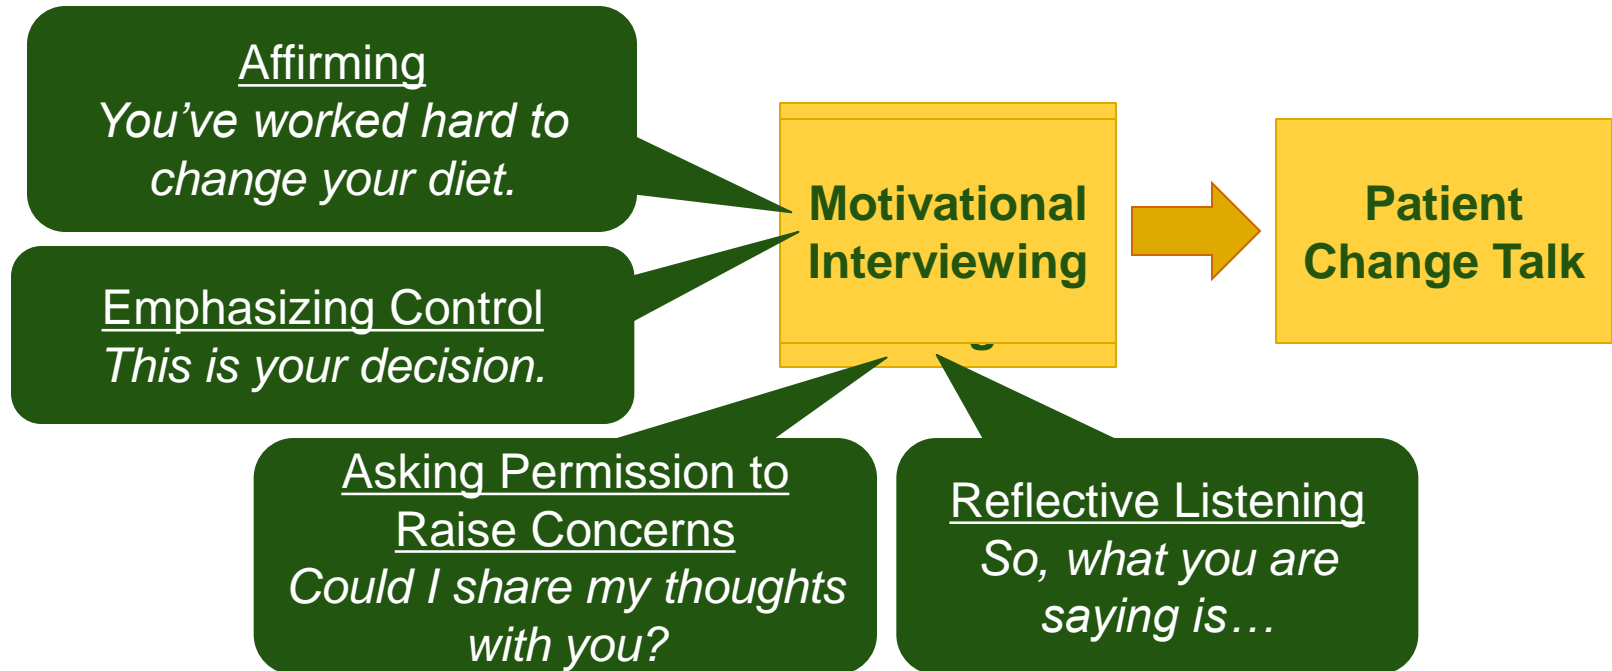 Affirming
You’ve worked hard to
change your diet.
Emphasizing Control
This is your decision.
Motivational
Interviewing
Patient
Change Talk
Asking Permission to
Raise Concerns
Could I share my thoughts
with you?
Reflective Listening
So, what you are
saying is…